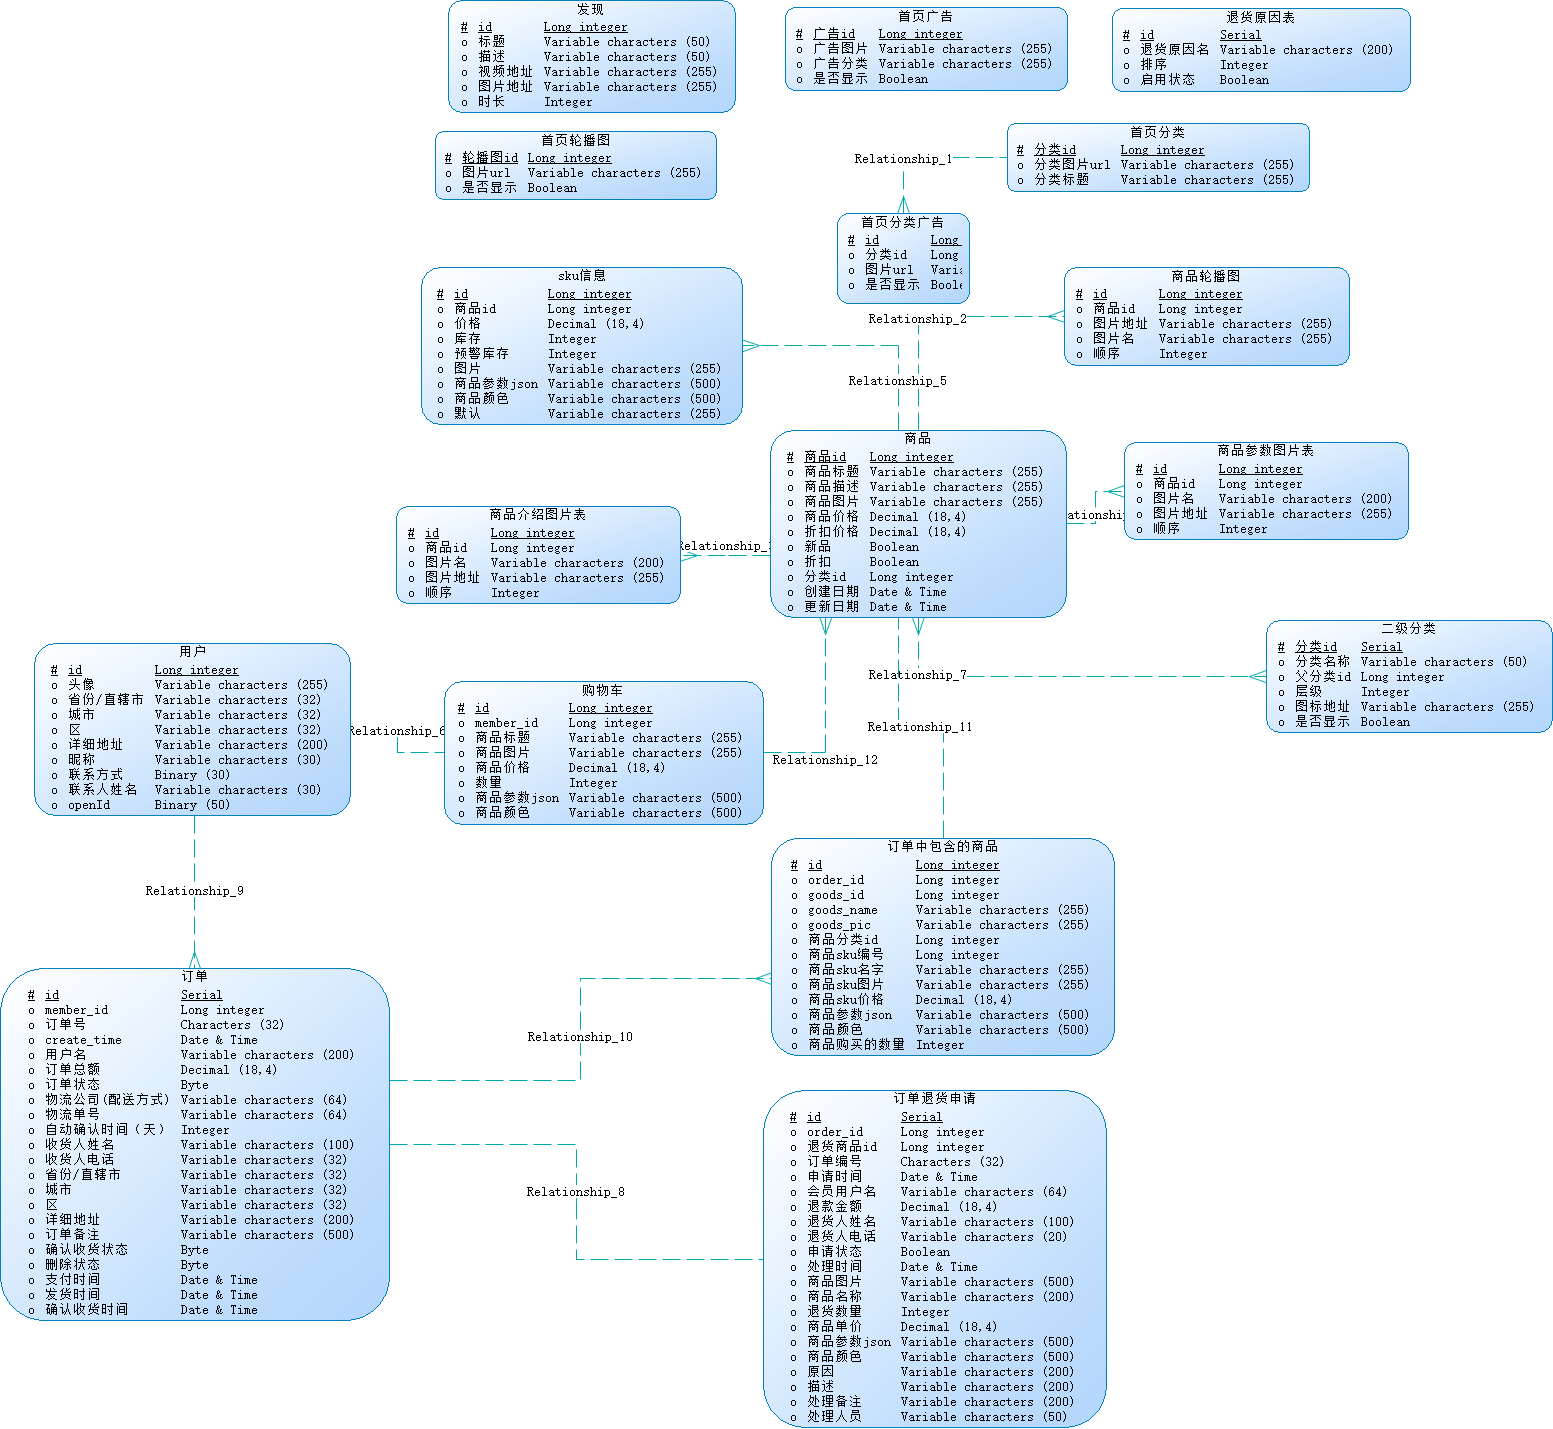 发现
# id Long integer
o 标题 Variable characters (50)
o 描述 Variable characters (50)
o 视频地址 Variable characters (255)
o 图片地址 Variable characters (255)
o 时长 Integer
首页广告
# 广告id Long integer
o 广告图片 Variable characters (255)
o 广告分类 Variable characters (255)
o 是否显示 Boolean
退货原因表
# id Serial
o 退货原因名 Variable characters (200)
o 排序 Integer
o 启用状态 Boolean
首页轮播图
# 轮播图id Long integer
o 图片url Variable characters (255)
o 是否显示 Boolean
首页分类
# 分类id Long integer
o 分类图片url Variable characters (255)
o 分类标题 Variable characters (255)
Relationship_1
首页分类广告
# id Long
o 分类id Long
o 图片url Varia
o 是否显示 Boole
sku信息
# id Long integer
o 商品id Long integer
o 价格 Decimal (18,4)
o 库存 Integer
o 预警库存 Integer
o 图片 Variable characters (255)
o 商品参数json Variable characters (500)
o 商品颜色 Variable characters (500)
o 默认 Variable characters (255)
商品轮播图
# id Long integer
o 商品id Long integer
o 图片地址 Variable characters (255)
o 图片名 Variable characters (255)
o 顺序 Integer
Relationship_2
Relationship_5
商品
# 商品id Long integer
o 商品标题 Variable characters (255)
o 商品描述 Variable characters (255)
o 商品图片 Variable characters (255)
o 商品价格 Decimal (18,4)
o 折扣价格 Decimal (18,4)
o 新品 Boolean
o 折扣 Boolean
o 分类id Long integer
o 创建日期 Date & Time
o 更新日期 Date & Time
商品参数图片表
# id Long integer
o 商品id Long integer
o 图片名 Variable characters (200)
o 图片地址 Variable characters (255)
o 顺序 Integer
ationship_
商品介绍图片表
# id Long integer
o 商品id Long integer
o 图片名 Variable characters (200)
o 图片地址 Variable characters (255)
o 顺序 Integer
Relationship_
二级分类
# 分类id Serial
o 分类名称 Variable characters (50)
o 父分类id Long integer
o 层级 Integer
o 图标地址 Variable characters (255)
o 是否显示 Boolean
用户
# id Long integer
o 头像 Variable characters (255)
o 省份/直辖市 Variable characters (32)
o 城市 Variable characters (32)
o 区 Variable characters (32)
o 详细地址 Variable characters (200)
o 昵称 Variable characters (30)
o 联系方式 Binary (30)
o 联系人姓名 Variable characters (30)
o openId Binary (50)
Relationship_6
购物车
# id Long integer
o member_id Long integer
o 商品标题 Variable characters (255)
o 商品图片 Variable characters (255)
o 商品价格 Decimal (18,4)
o 数量 Integer
o 商品参数json Variable characters (500)
o 商品颜色 Variable characters (500)
Relationship_7
Relationship_11
Relationship_12
Relationship_9
订单中包含的商品
# id Long integer
o order_id Long integer
o goods_id Long integer
o goods_name Variable characters (255)
o goods_pic Variable characters (255)
o 商品分类id Long integer
o 商品sku编号 Long integer
o 商品sku名字 Variable characters (255)
o 商品sku图片 Variable characters (255)
o 商品sku价格 Decimal (18,4)
o 商品参数json Variable characters (500)
o 商品颜色 Variable characters (500)
o 商品购买的数量 Integer
订单
# id Serial
o member_id Long integer
o 订单号 Characters (32)
o create_time Date & Time
o 用户名 Variable characters (200)
o 订单总额 Decimal (18,4)
o 订单状态 Byte
o 物流公司(配送方式) Variable characters (64)
o 物流单号 Variable characters (64)
o 自动确认时间（天） Integer
o 收货人姓名 Variable characters (100)
o 收货人电话 Variable characters (32)
o 省份/直辖市 Variable characters (32)
o 城市 Variable characters (32)
o 区 Variable characters (32)
o 详细地址 Variable characters (200)
o 订单备注 Variable characters (500)
o 确认收货状态 Byte
o 删除状态 Byte
o 支付时间 Date & Time
o 发货时间 Date & Time
o 确认收货时间 Date & Time
Relationship_10
Relationship_8
订单退货申请
# id Serial
o order_id Long integer
o 退货商品id Long integer
o 订单编号 Characters (32)
o 申请时间 Date & Time
o 会员用户名 Variable characters (64)
o 退款金额 Decimal (18,4)
o 退货人姓名 Variable characters (100)
o 退货人电话 Variable characters (20)
o 申请状态 Boolean
o 处理时间 Date & Time
o 商品图片 Variable characters (500)
o 商品名称 Variable characters (200)
o 退货数量 Integer
o 商品单价 Decimal (18,4)
o 商品参数json Variable characters (500)
o 商品颜色 Variable characters (500)
o 原因 Variable characters (200)
o 描述 Variable characters (200)
o 处理备注 Variable characters (200)
o 处理人员 Variable characters (50)